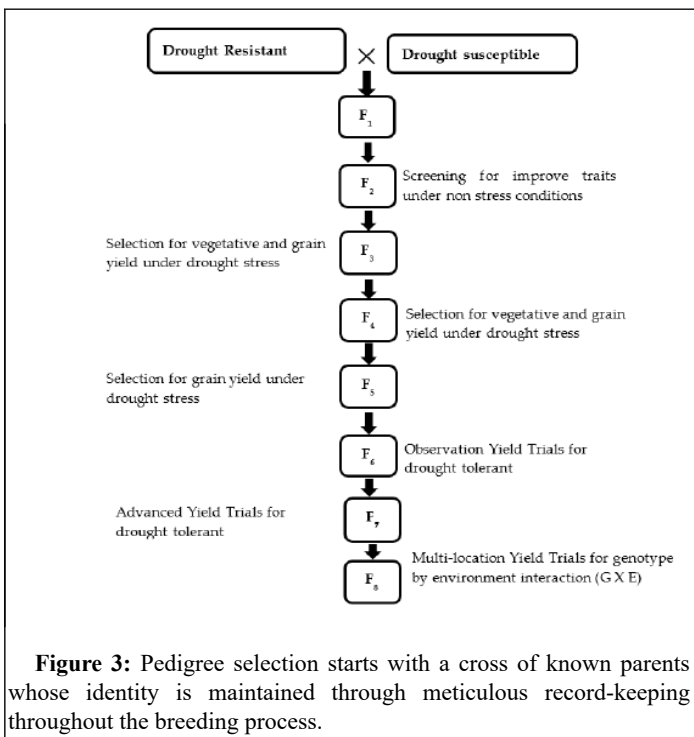 Drought Resistant × Drought susceptible
F1
F2
Screening for improve traits
under non stress conditions
Selection for vegetative and grain
yield under drought stress
F3
F4
Selection for vegetative and grain
yield under drought stress
Selection for grain yield under
drought stress
F5
F6
Observation Yield Trials for
drought tolerant
Advanced Yield Trials for
drought tolerant
F7
Multi-location Yield Trials for genotype
by environment interaction (G X E)
F8
Figure 3: Pedigree selection starts with a cross of known parents
whose identity is maintained through meticulous record-keeping
throughout the breeding process.